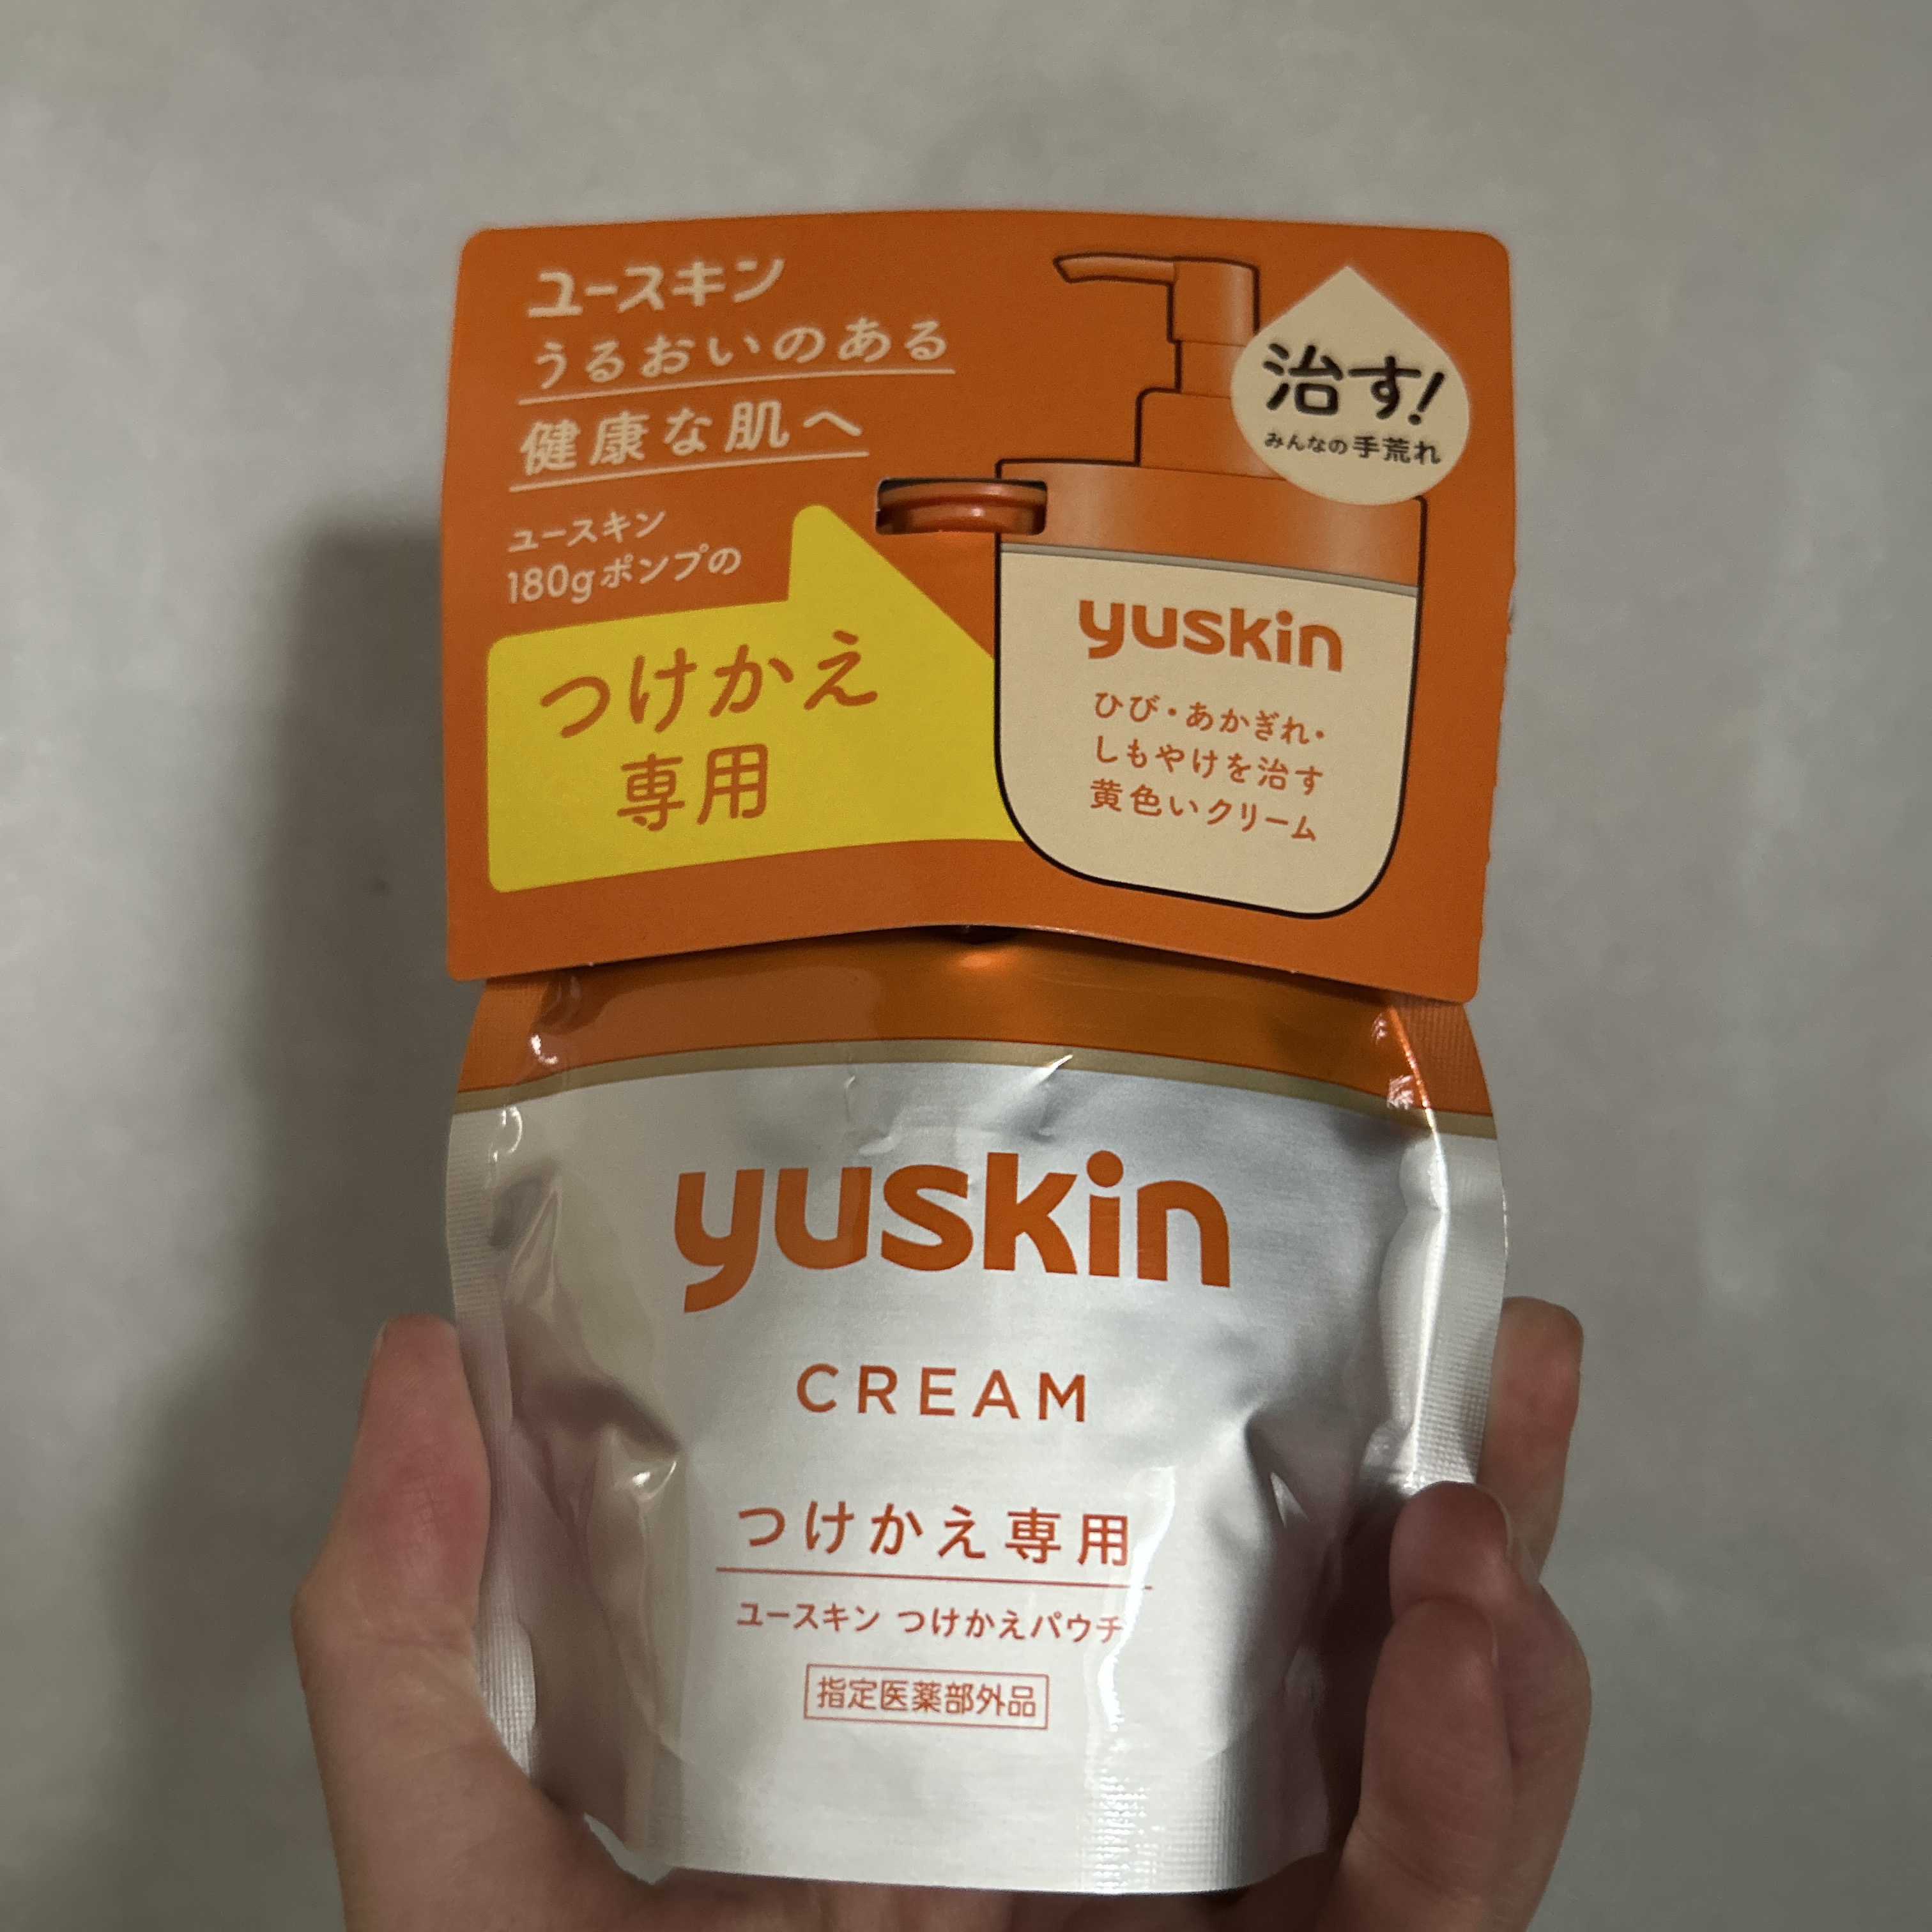 ユースキン
うるおいのある
健康な肌へ
ユースキン
180gポンプの
つけかえ
専用
治す!
みんなの手荒れ
yuskin
ひび・あかぎれ・
しもやけを治す
黄色いクリーム
yuskin
CREAM
つけかえ専用
ユースキン つけかえパウチ
指定医薬部外品